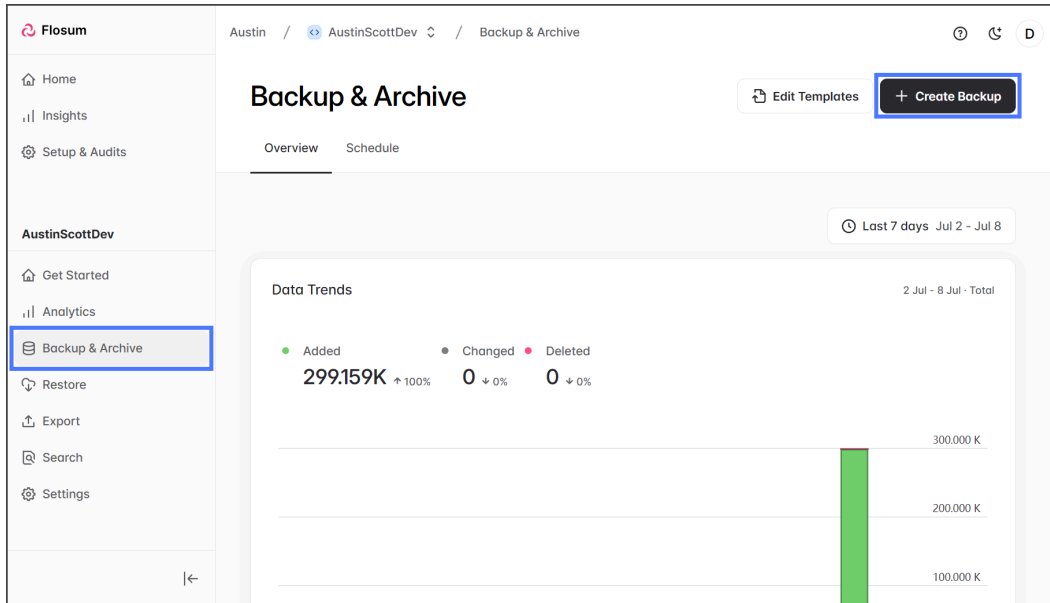 Flosum
Austin / AustinScottDev / Backup & Archive
D
Home
Insights
Setup & Audits
AustinScottDev
Get Started
Analytics
Backup & Archive
Restore
Export
Search
Settings
Backup & Archive
Edit Templates
+ Create Backup
Overview Schedule
Last 7 days Jul 2 - Jul 8
Data Trends
2 Jul - 8 Jul · Total
Added Changed Deleted
299.159K ↑ 100% 0 ↓ 0% 0 ↓ 0%
300.000 K
200.000 K
100.000 K